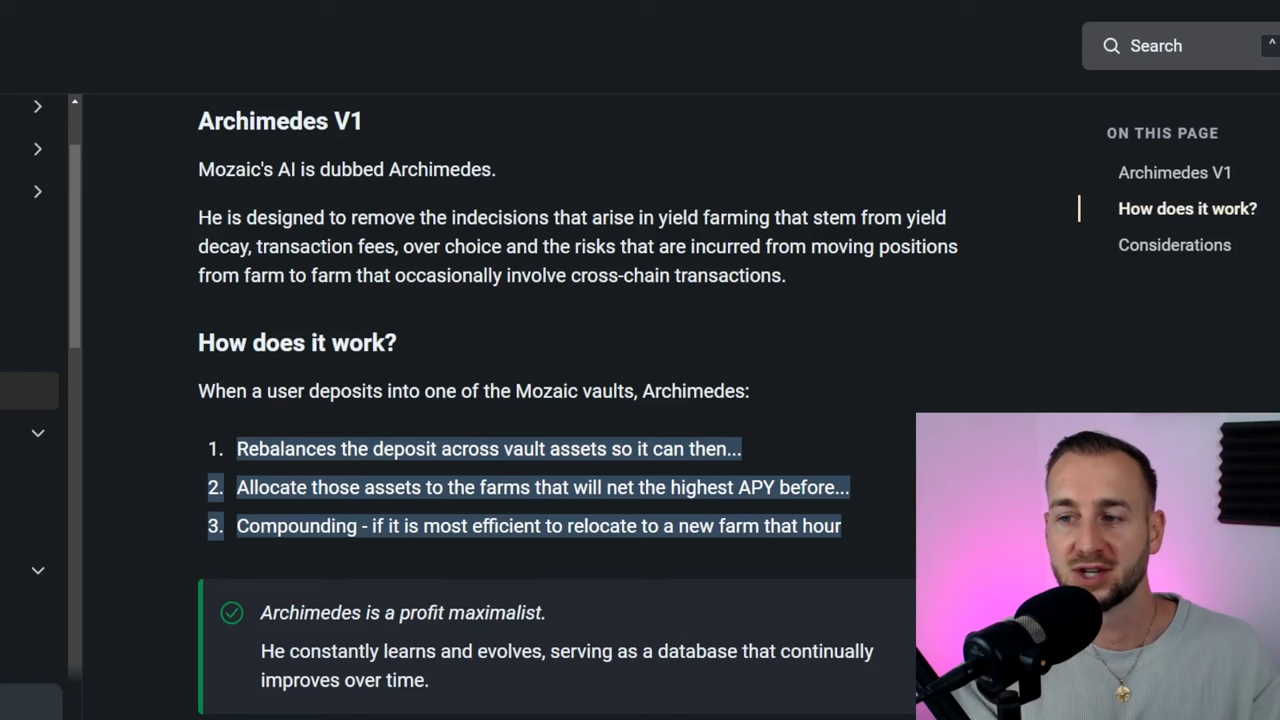 Search
^
Archimedes V1
Mozaic's AI is dubbed Archimedes.
He is designed to remove the indecisions that arise in yield farming that stem from yield
decay, transaction fees, over choice and the risks that are incurred from moving positions
from farm to farm that occasionally involve cross-chain transactions.
How does it work?
When a user deposits into one of the Mozaic vaults, Archimedes:
1. Rebalances the deposit across vault assets so it can then...
2. Allocate those assets to the farms that will net the highest APY before...
3. Compounding - if it is most efficient to relocate to a new farm that hour
Archimedes is a profit maximalist.
He constantly learns and evolves, serving as a database that continually
improves over time.
ON THIS PAGE
Archimedes V1
How does it work?
Considerations